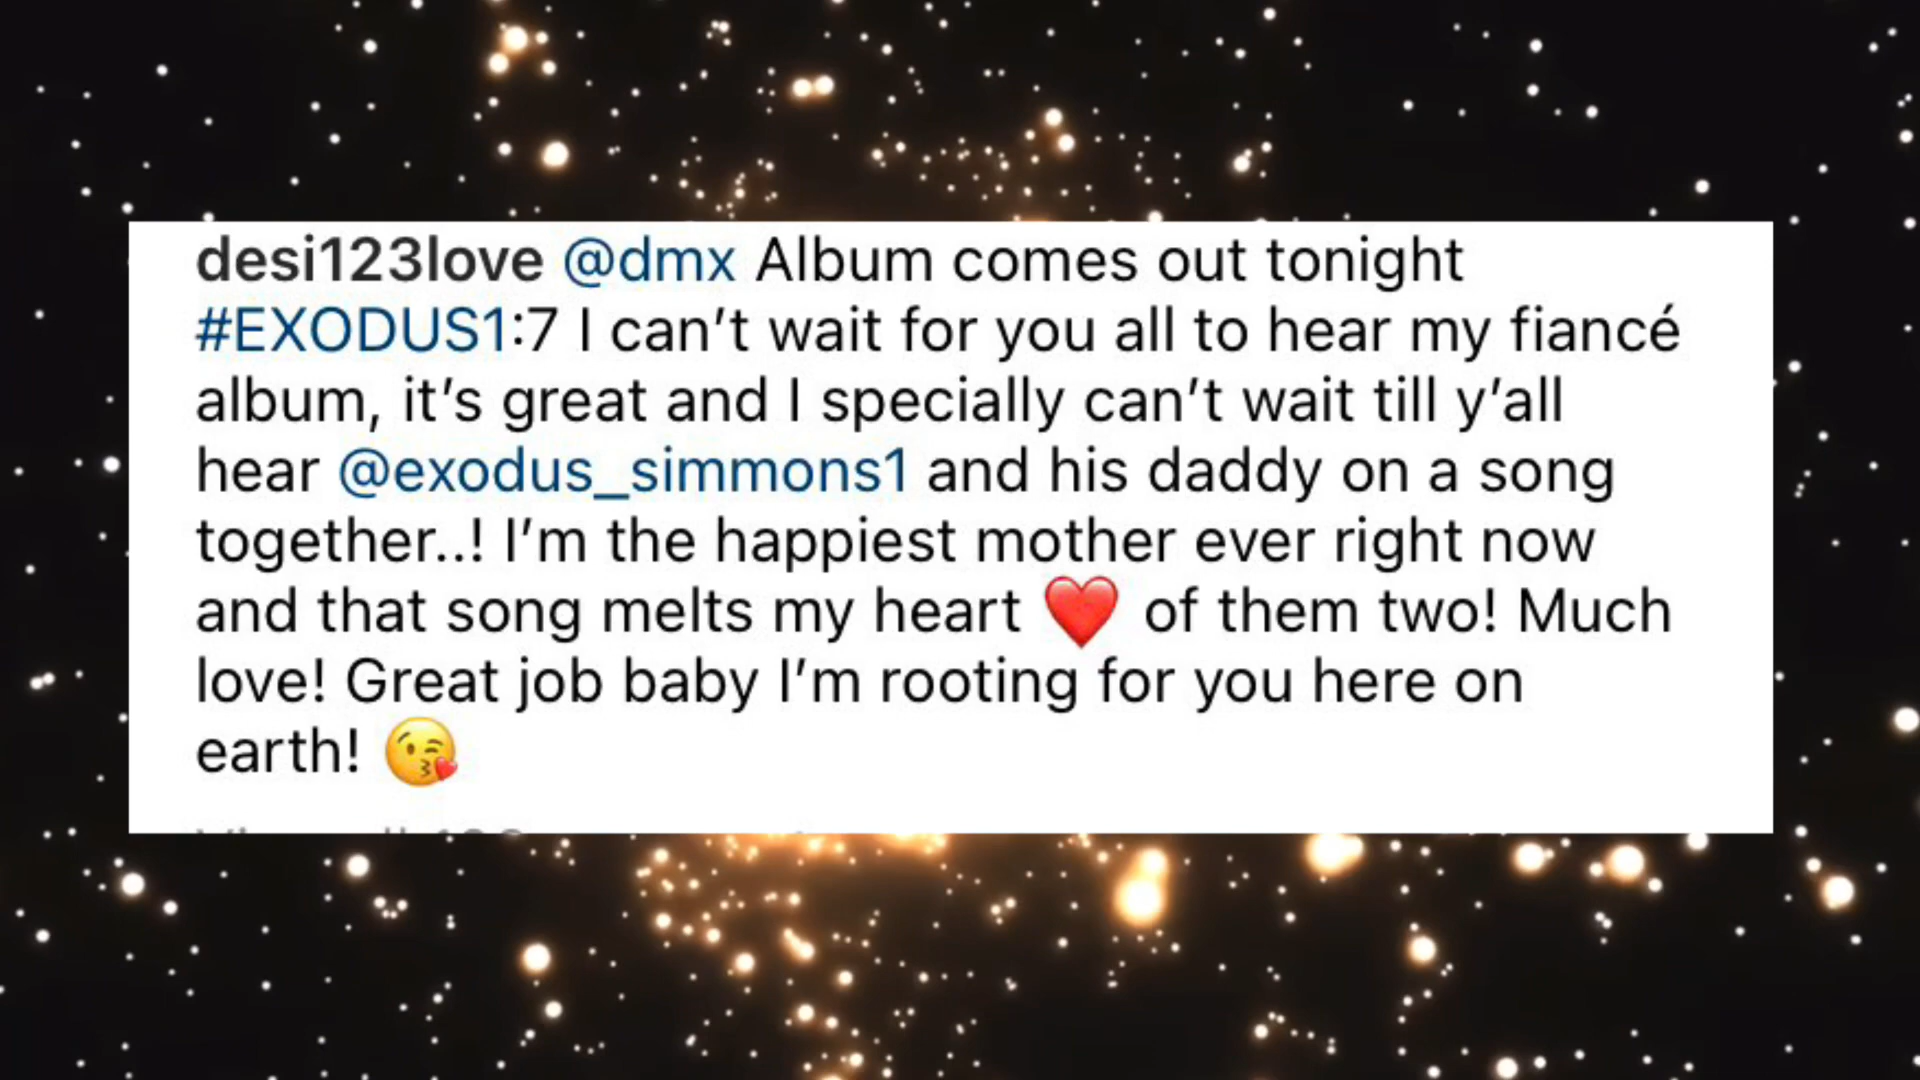 desi123love @dmx Album comes out tonight
#EXODUS1:7 I can’t wait for you all to hear my fiancé
album, it’s great and I specially can’t wait till y’all
hear @exodus_simmons1 and his daddy on a song
together..! I’m the happiest mother ever right now
and that song melts my heart ❤️ of them two! Much
love! Great job baby I’m rooting for you here on
earth! 😘